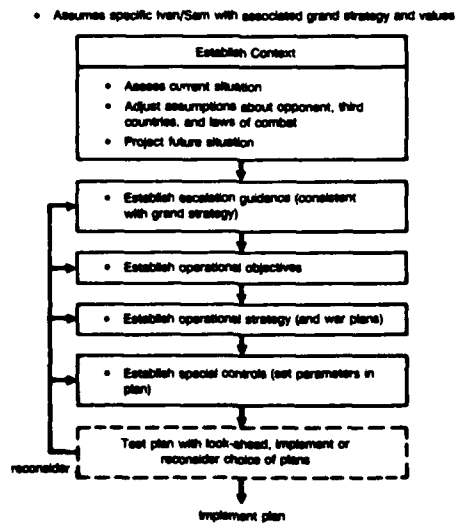 • Assumes specific Ivan/Sam with associated grand strategy and values
Establish Context
• Assess current situation
• Adjust assumptions about opponent, third
countries, and laws of combat
• Project future situation
• Establish escalation guidance (consistent
with grand strategy)
• Establish operational objectives
• Establish operational strategy (and war plans)
• Establish special controls (set parameters in
plan)
Test plan with look-ahead, implement or
reconsider choice of plans
reconsider
Implement plan